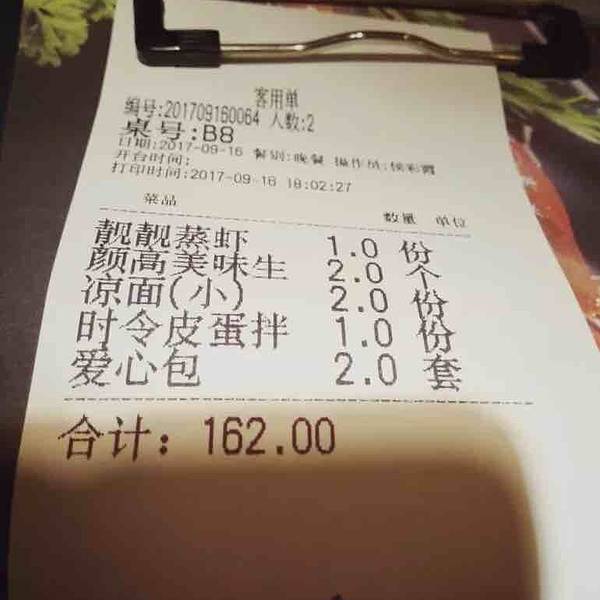 客用单
编号:201709160064 人数:2
桌号:B8
日期:2017-09-16 餐别:晚餐 操作员:侯彩霞
开台时间:
打印时间:2017-09-16 18:02:27
菜品 数量 单位
靓靓蒸虾 1.0 份
颜高美味生 2.0 个
凉面(小) 2.0 份
时令皮蛋拌 1.0 份
爱心包 2.0 套
合计: 162.00